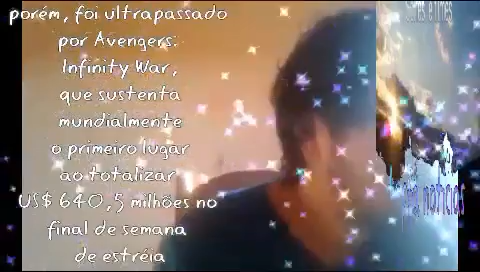 porém, foi ultrapassado
por Avengers:
Infinity War,
que sustenta
mundialmente
o primeiro lugar
ao totalizar
US$ 640,5 milhões no
final de semana
de estréia